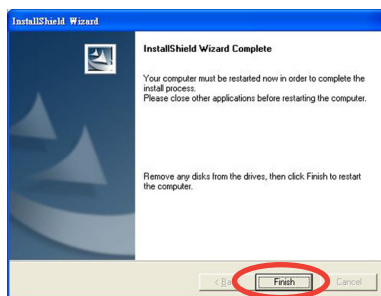 InstallShield Wizard
InstallShield Wizard Complete
Your computer must be restarted now in order to complete the
install process.
Please close other applications before restarting the computer.
Remove any disks from the drives, then click Finish to restart
the computer.
Finish Cancel